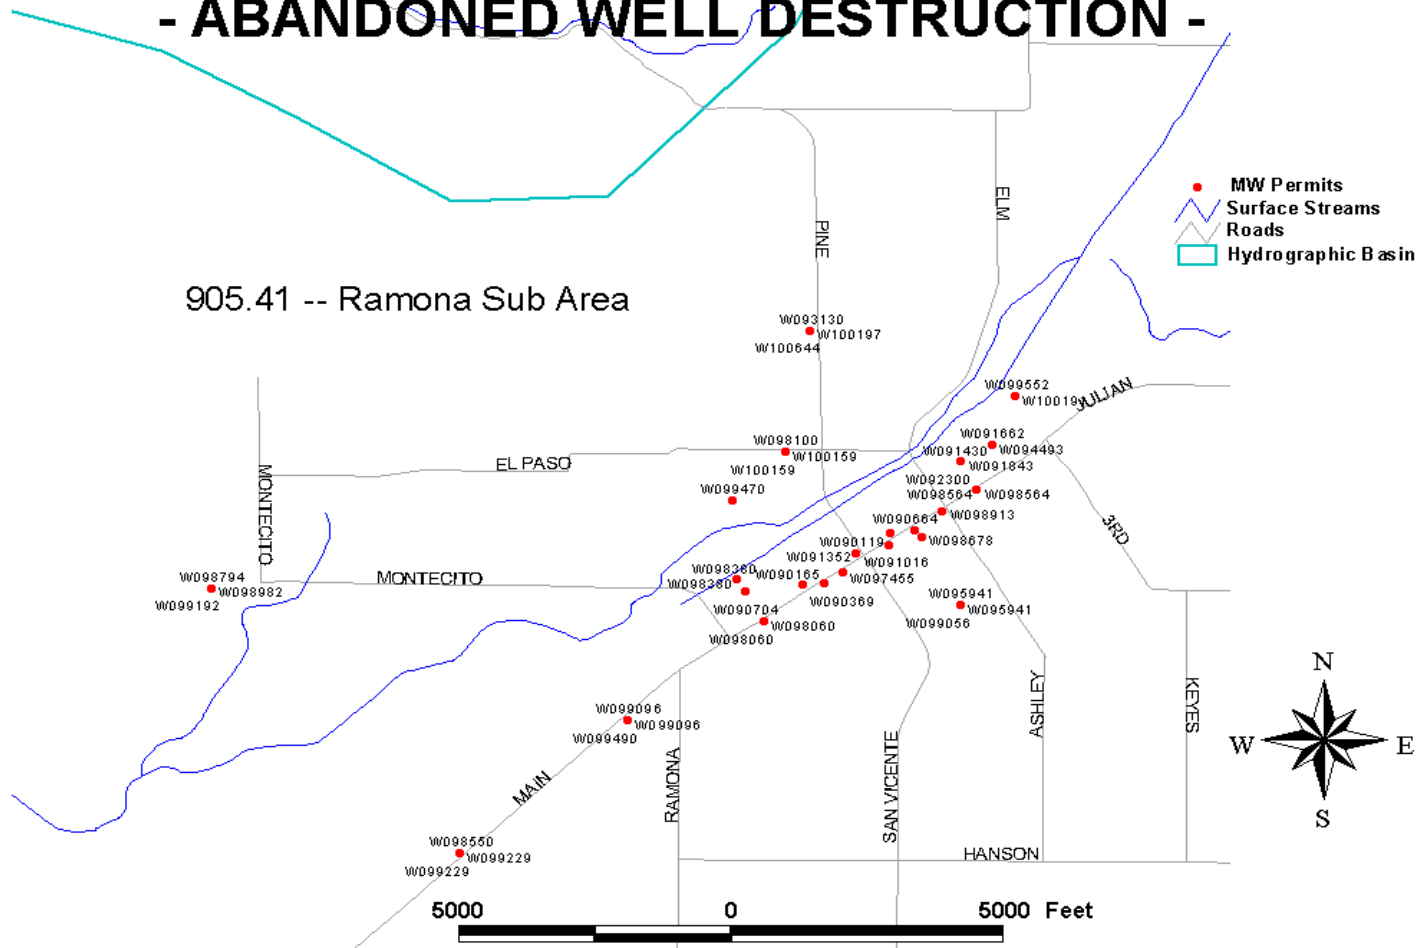 - ABANDONED WELL DESTRUCTION -
MW Permits
Surface Streams
Roads
Hydrographic Basin
ELM
PINE
905.41 -- Ramona Sub Area
W093130
W100197
W100644
W099552
JULIAN
W091662
W094493
W098100
W100159
W100159
W091430
W091843
EL PASO
MONTECITO
W092300
W099470
W098564
W098564
W098913
3RD
W090664
W098678
W090119
W091352
W091016
W098360
W090165
W097455
W098380
W090369
MONTECITO
W098794
W098982
W099192
W090704
W098060
W098060
W095941
W095941
W099056
N
W
E
S
ASHLEY
KEYES
W099096
W099096
W099490
MAIN
RAMONA
SAN VICENTE
W098550
W099229
W099229
HANSON
5000 0 5000 Feet